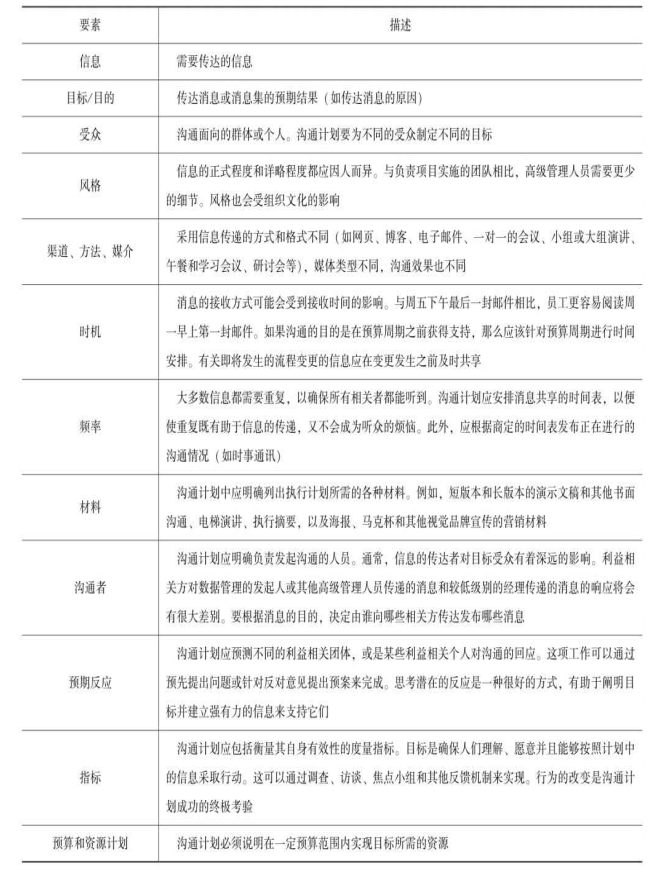 要素 描述
信息 需要传达的信息
目标/目的 传达消息或消息集的预期结果（如传达消息的原因）
受众 沟通面向的群体或个人。沟通计划要为不同的受众制定不同的目标
风格
信息的正式程度和详略程度都应因人而异。与负责项目实施的团队相比，高级管理人员需要更少
的细节。风格也会受组织文化的影响
渠道、方法、媒介
采用信息传递的方式和格式不同（如网页、博客、电子邮件、一对一的会议、小组或大组演讲、
午餐和学习会议、研讨会等），媒体类型不同，沟通效果也不同
时机
消息的接收方式可能会受到接收时间的影响。与周五下午最后一封邮件相比，员工更容易阅读周
一早上第一封邮件。如果沟通的目的是在预算周期之前获得支持，那么应该针对预算周期进行时间
安排。有关即将发生的流程变更的信息应在变更发生之前及时共享
频率
大多数信息都需要重复，以确保所有相关者都能听到。沟通计划应安排消息共享的时间表，以便
使重复既有助于信息的传递，又不会成为听众的烦恼。此外，应根据商定的时间表发布正在进行的
沟通情况（如时事通讯）
材料
沟通计划中应明确列出执行计划所需的各种材料。例如，短版本和长版本的演示文稿和其他书面
沟通、电梯演讲、执行摘要，以及海报、马克杯和其他视觉品牌宣传的营销材料
沟通者
沟通计划应明确负责发起沟通的人员。通常，信息的传达者对目标受众有着深远的影响。利益相
关方对数据管理的发起人或其他高级管理人员传递的消息和较低级别的经理传递的消息的响应将会
有很大差别。要根据消息的目的，决定由谁向哪些相关方传达发布哪些消息
预期反应
沟通计划应预测不同的利益相关团体，或是某些利益相关个人对沟通的回应。这项工作可以通过
预先提出问题或针对反对意见提出预案来完成。思考潜在的反应是一种很好的方式，有助于阐明目
标并建立强有力的信息来支持它们
指标
沟通计划应包括衡量其自身有效性的度量指标。目标是确保人们理解、愿意并且能够按照计划中
的信息采取行动。这可以通过调查、访谈、焦点小组和其他反馈机制来实现。行为的改变是沟通计
划成功的终极考验
预算和资源计划 沟通计划必须说明在一定预算范围内实现目标所需的资源